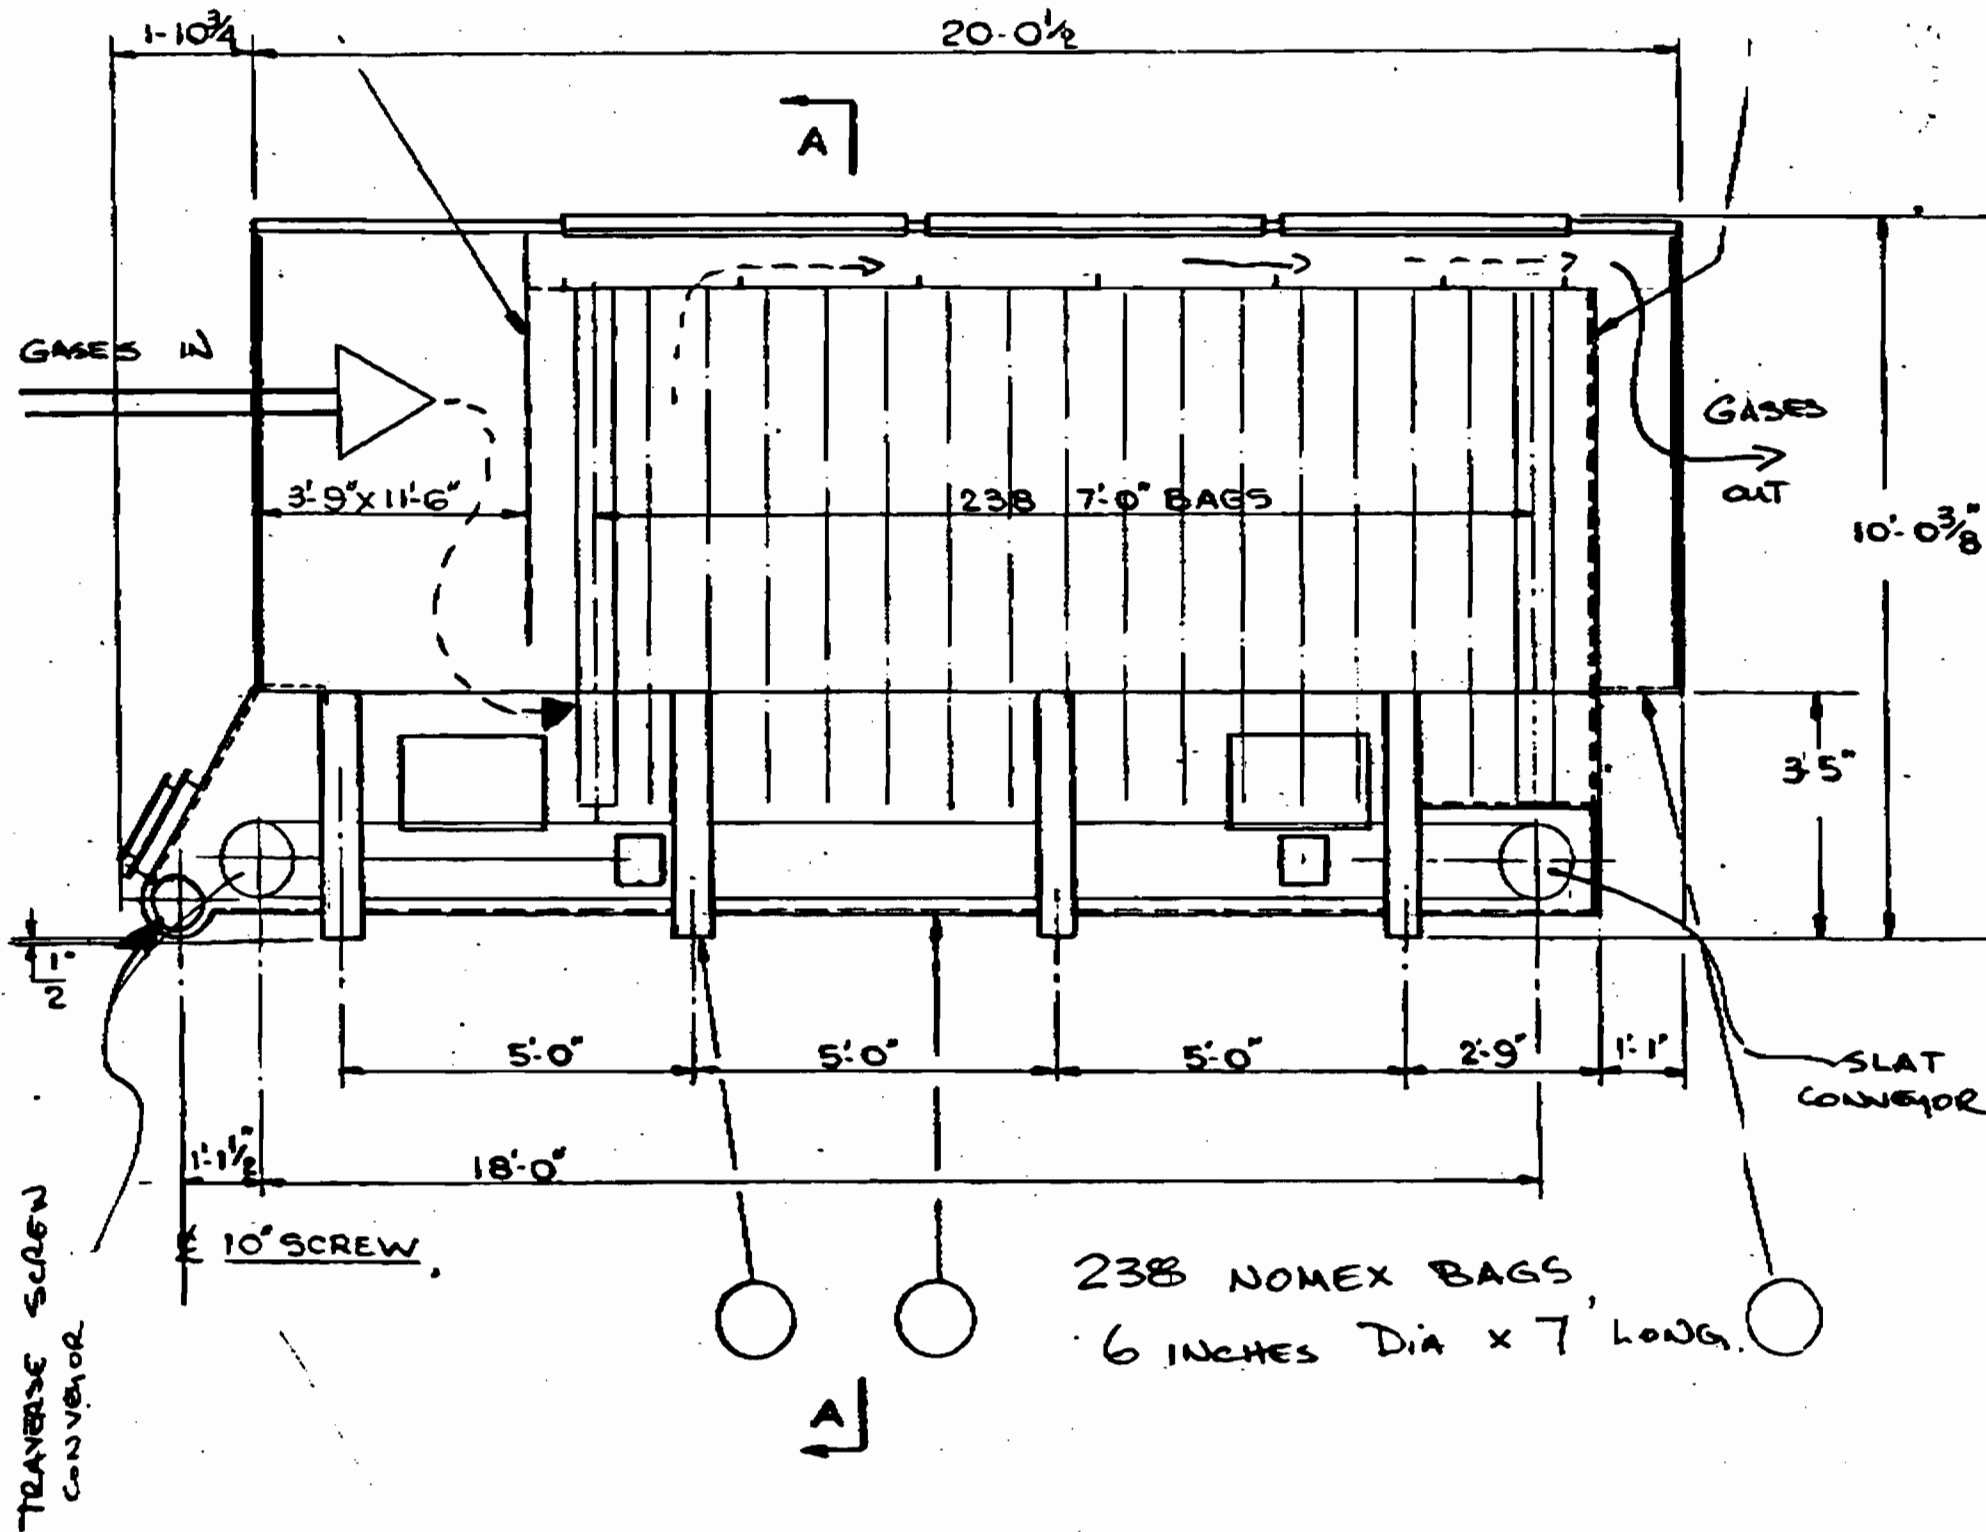 1-10¾
20-0½
A
GASES IN
3'-9"x11'-6"
238 7'-0" BAGS
GASES
OUT
10'-0⅜"
3'5"
½"
5'-0"
5'-0"
5'-0"
2'-9"
1'-1"
SLAT
CONVEYOR
1'-1½"
18'-0"
10" SCREW
TRAVERSE SCREW
CONVEYOR
238 NOMEX BAGS,
6 INCHES DIA x 7' LONG.
A